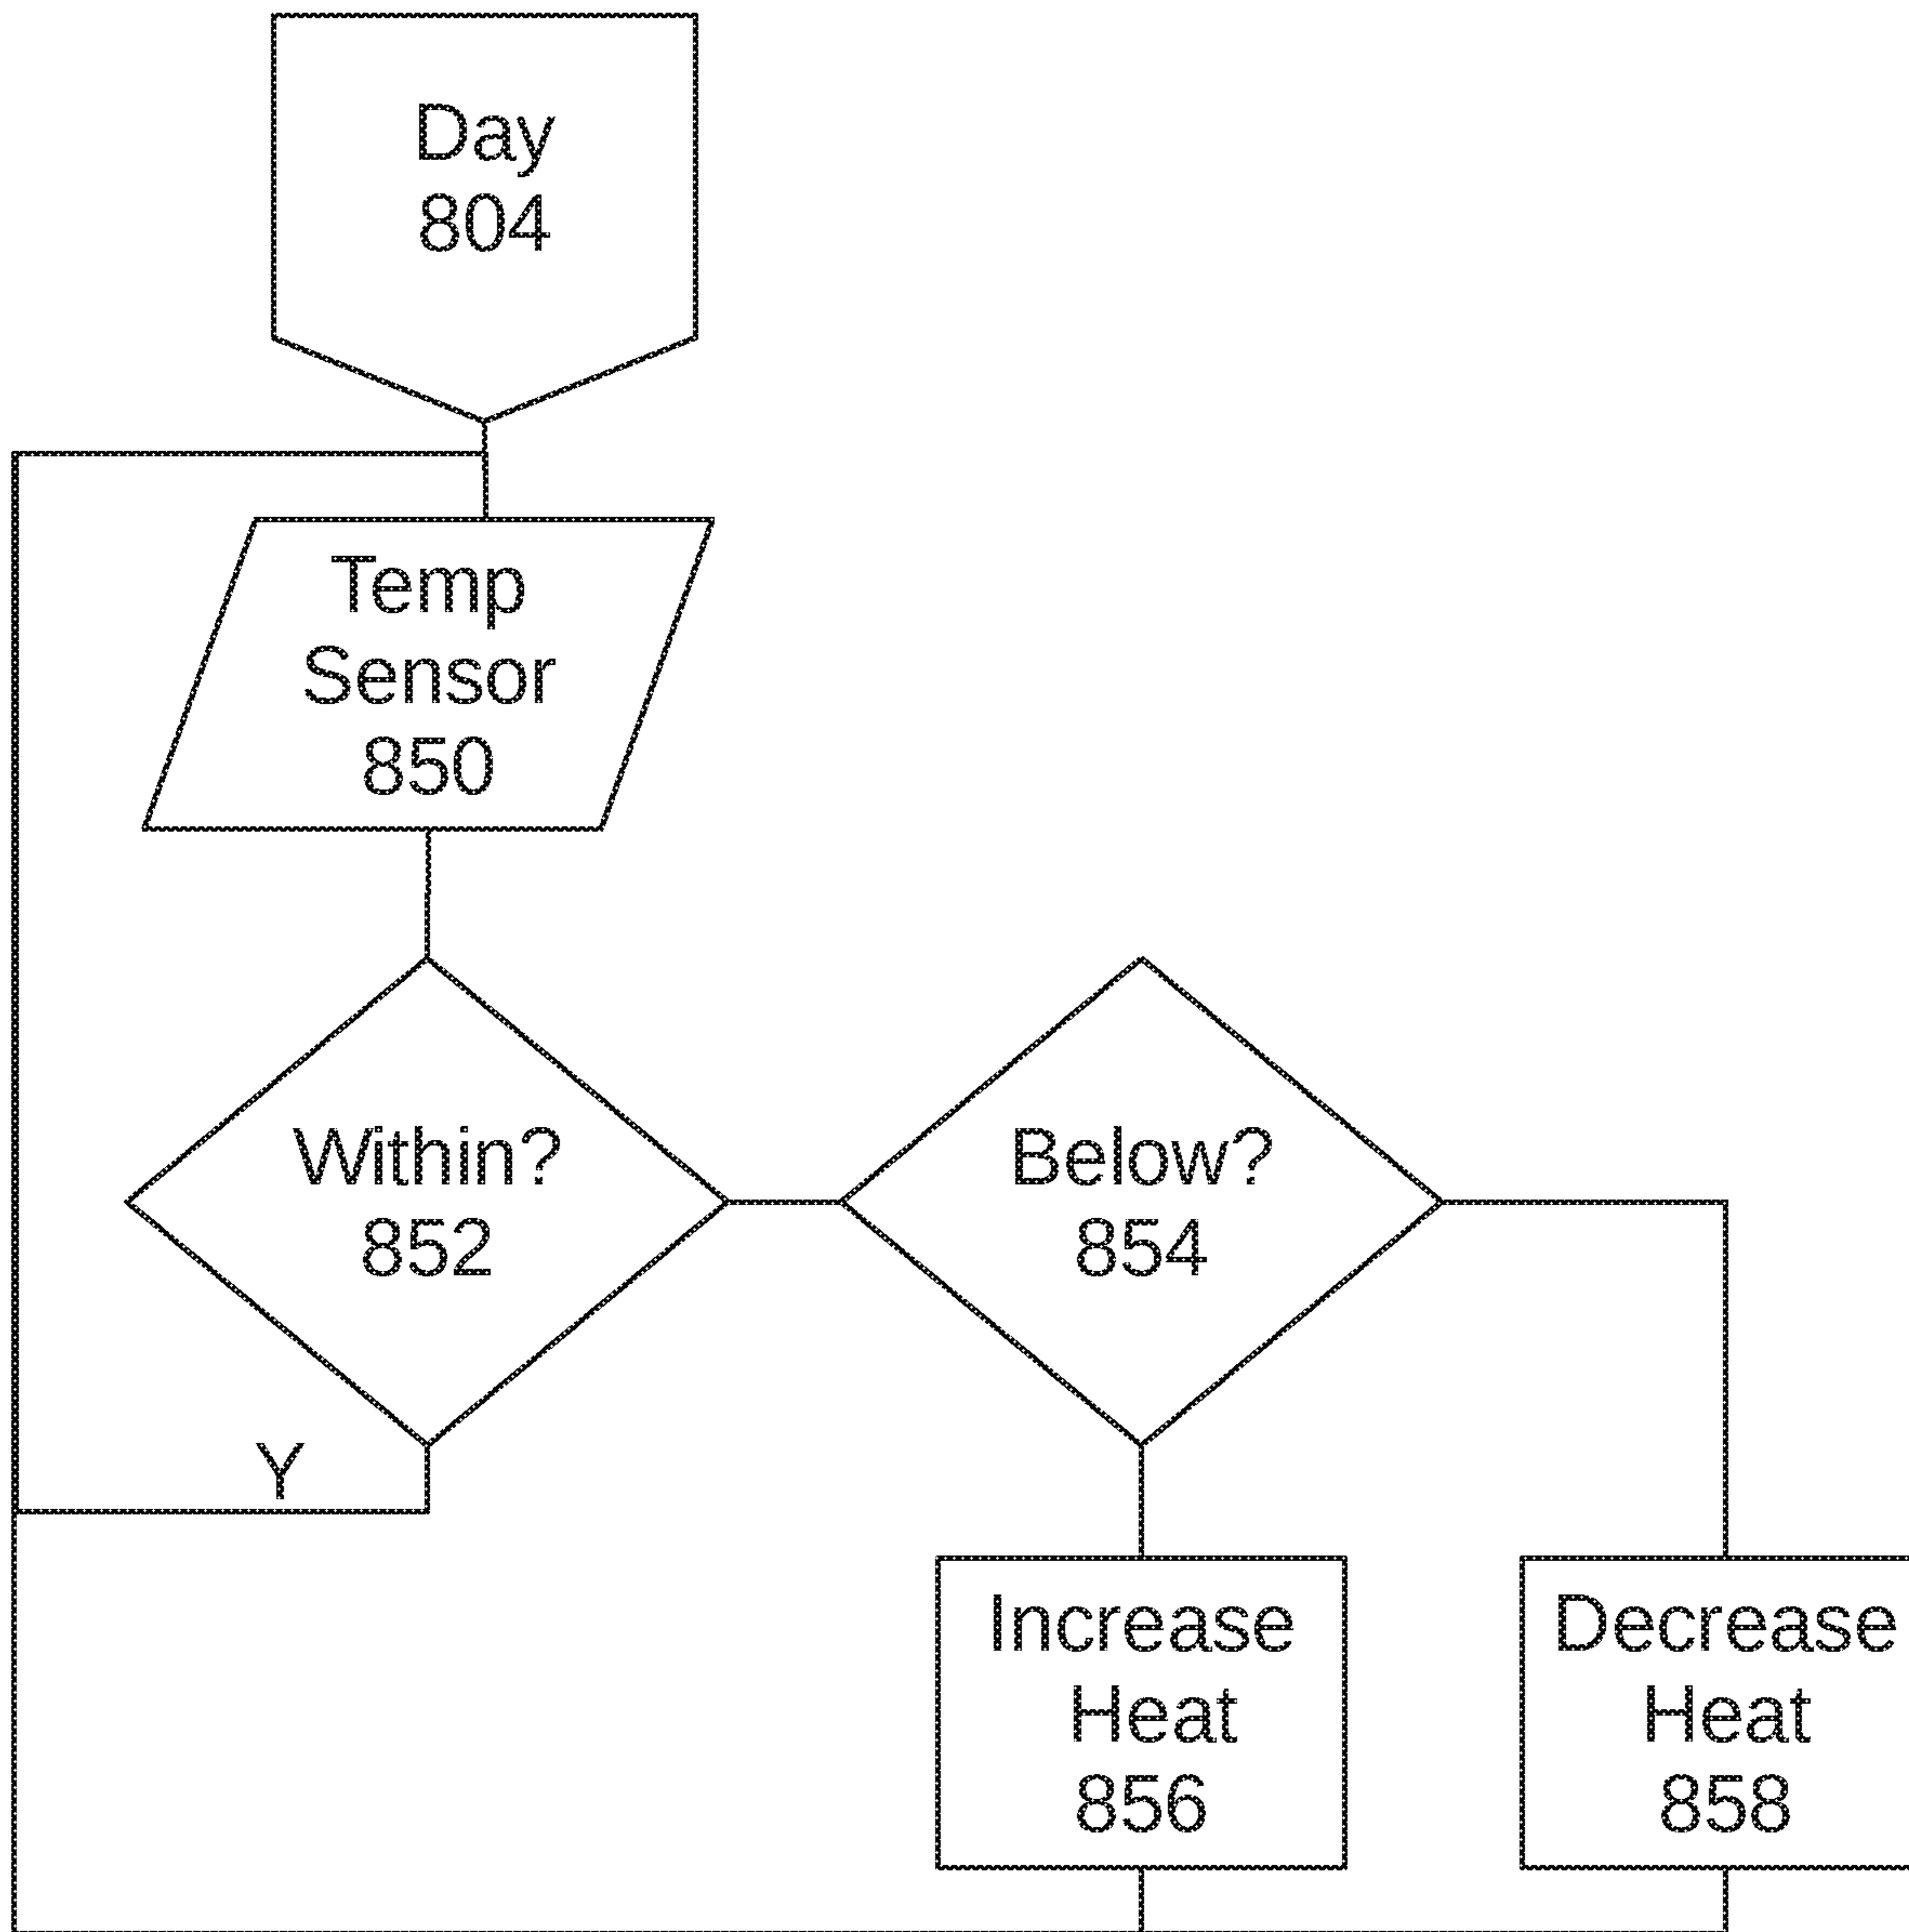 Day
804
Temp
Sensor
850
Within?
852
Below?
854
Y
Increase
Heat
856
Decrease
Heat
858